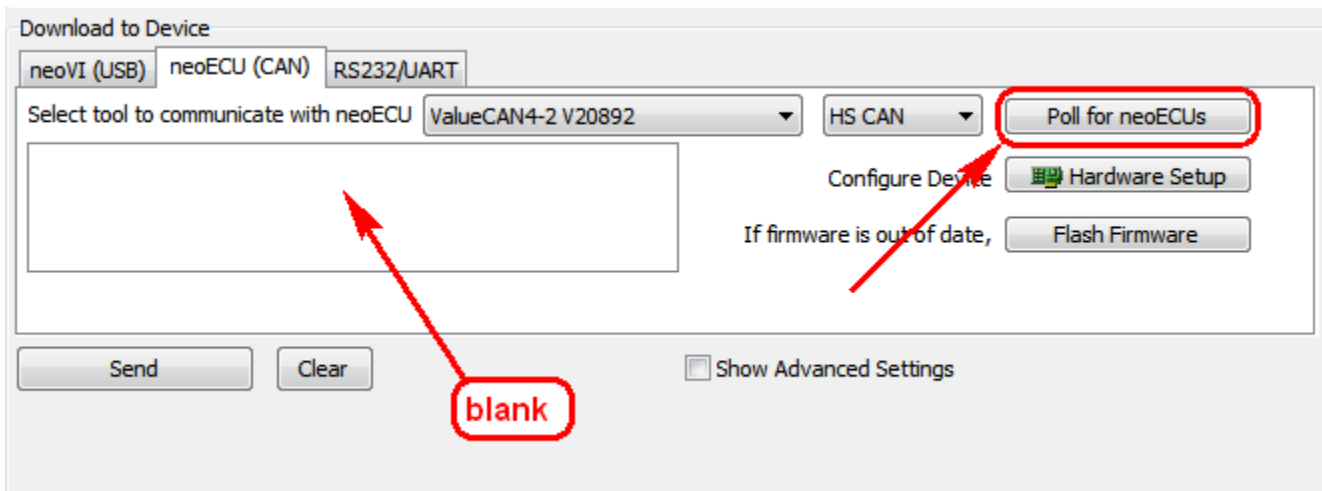 Download to Device
neoVI (USB) neoECU (CAN) RS232/UART
Select tool to communicate with neoECU ValueCAN4-2 V20892 HS CAN Poll for neoECUs
Configure Device Hardware Setup
If firmware is out of date, Flash Firmware
Send Clear Show Advanced Settings
blank